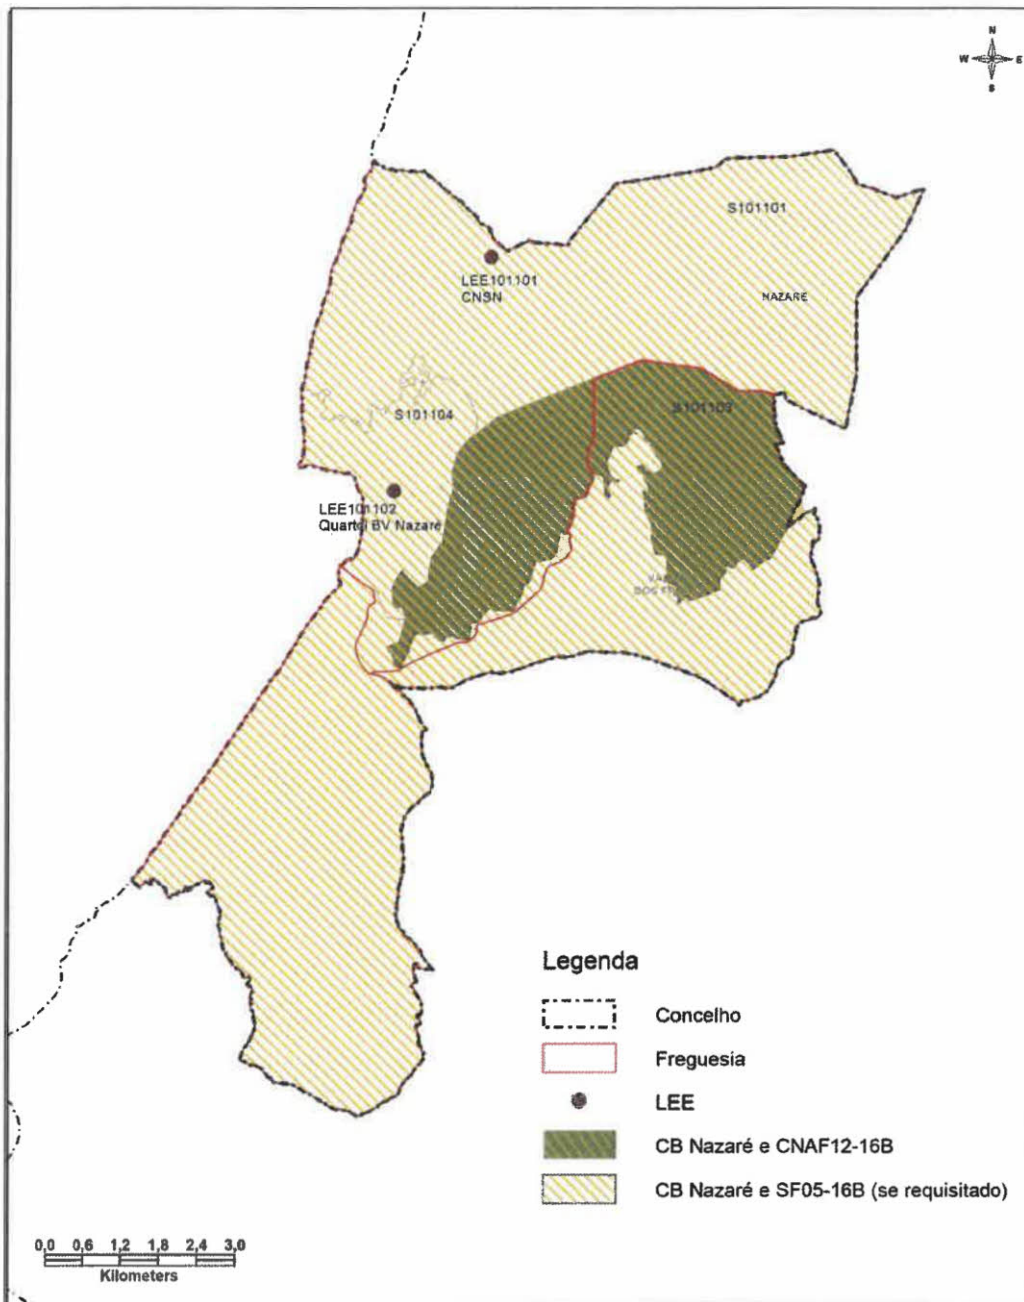 N
W E
S
S101101
LEE101101
CNSN
NAZARÉ
S101104
S101103
LEE101102
Quartel BV Nazaré
Legenda
Concelho
Freguesia
LEE
CB Nazaré e CNAF12-16B
CB Nazaré e SF05-16B (se requisitado)
0,0 0,6 1,2 1,8 2,4 3,0
Kilometers